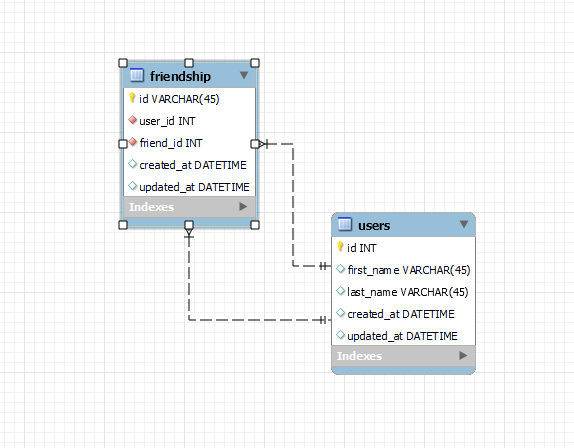 friendship
id VARCHAR(45)
user_id INT
friend_id INT
created_at DATETIME
updated_at DATETIME
Indexes
users
id INT
first_name VARCHAR(45)
last_name VARCHAR(45)
created_at DATETIME
updated_at DATETIME
Indexes